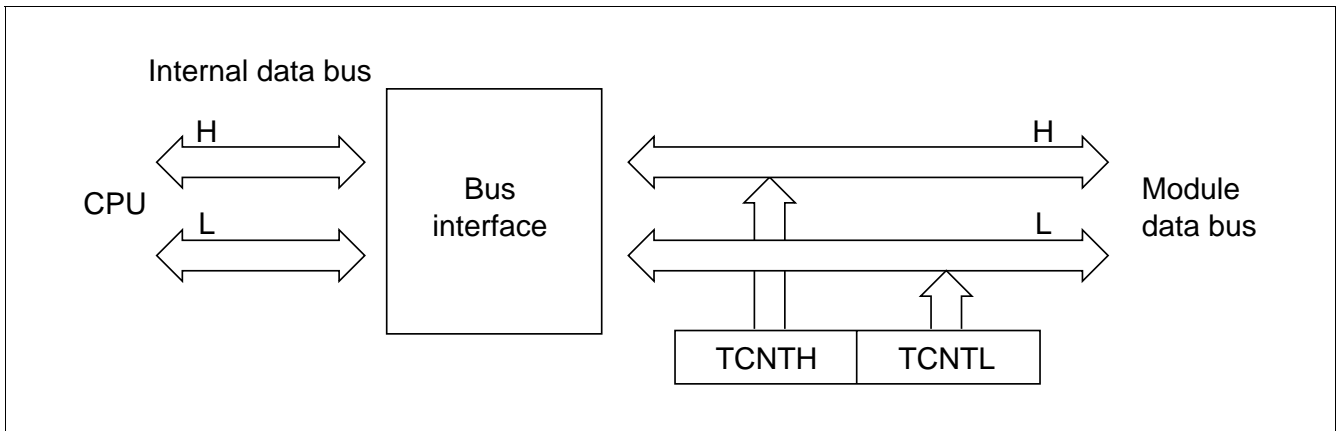 Internal data bus
H
H
CPU
Bus
interface
Module
data bus
L
L
TCNTH
TCNTL